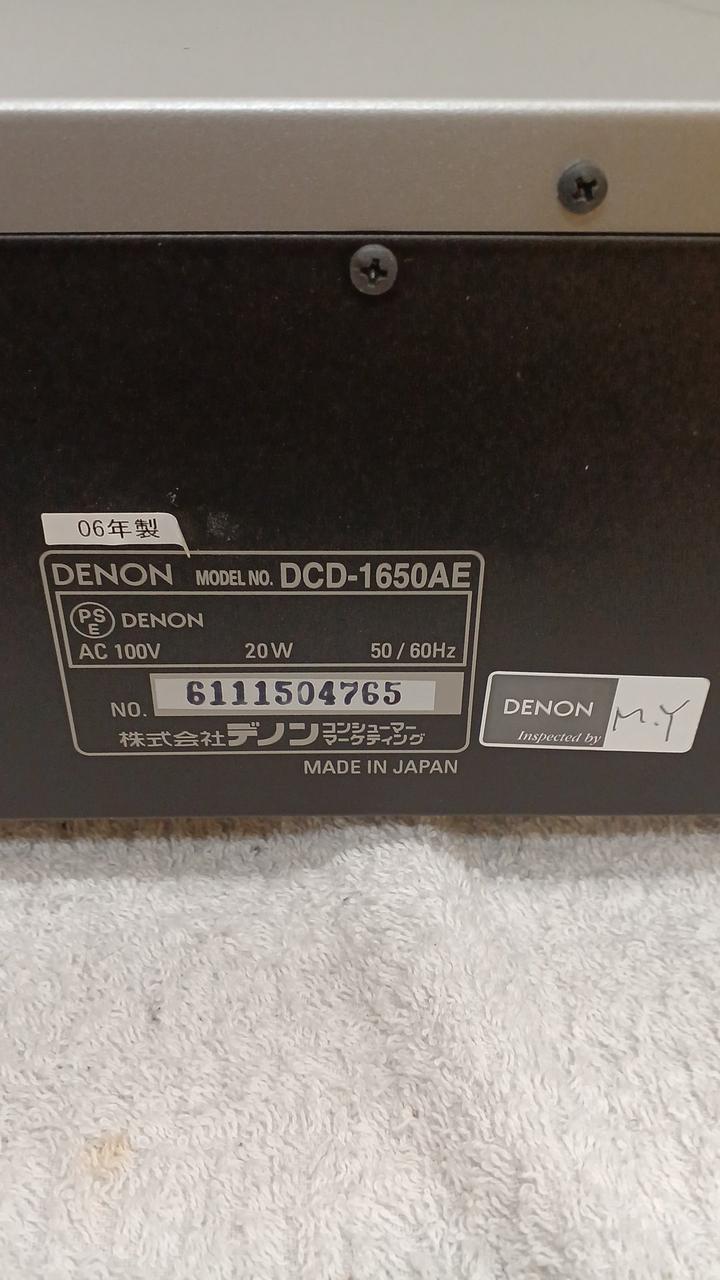 06年製
DENON MODEL NO. DCD-1650AE
PS E DENON
AC 100V 20W 50/60Hz
NO. 6111504765
株式会社デノン コンシューマー
マーケティング
MADE IN JAPAN
DENON
Inspected by
M.Y